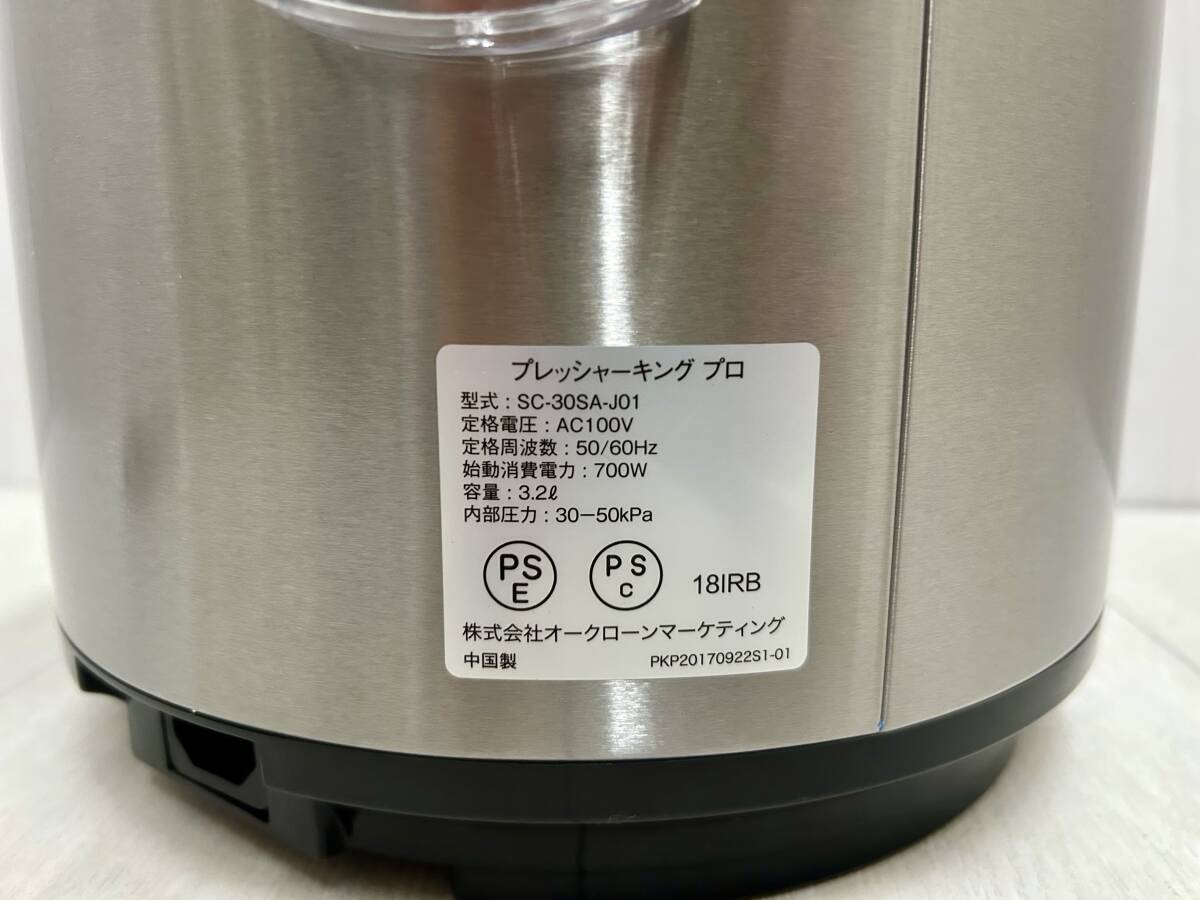 プレッシャーキング プロ
型式 : SC-30SA-J01
定格電圧 : AC100V
定格周波数 : 50/60Hz
始動消費電力 : 700W
容量 : 3.2ℓ
内部圧力 : 30−50kPa
PS E
PS C
18IRB
株式会社オークローンマーケティング
中国製 PKP20170922S1-01